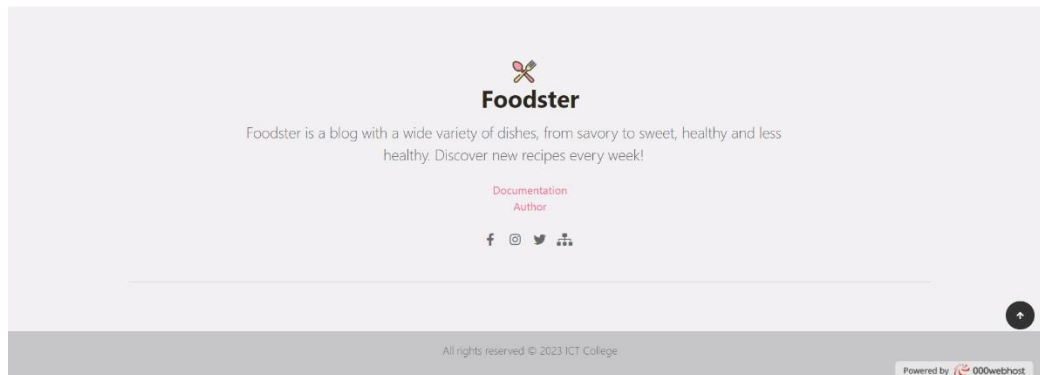 Foodster
Foodster is a blog with a wide variety of dishes, from savory to sweet, healthy and less
healthy. Discover new recipes every week!
Documentation
Author
All rights reserved © 2023 ICT College
Powered by 000webhost